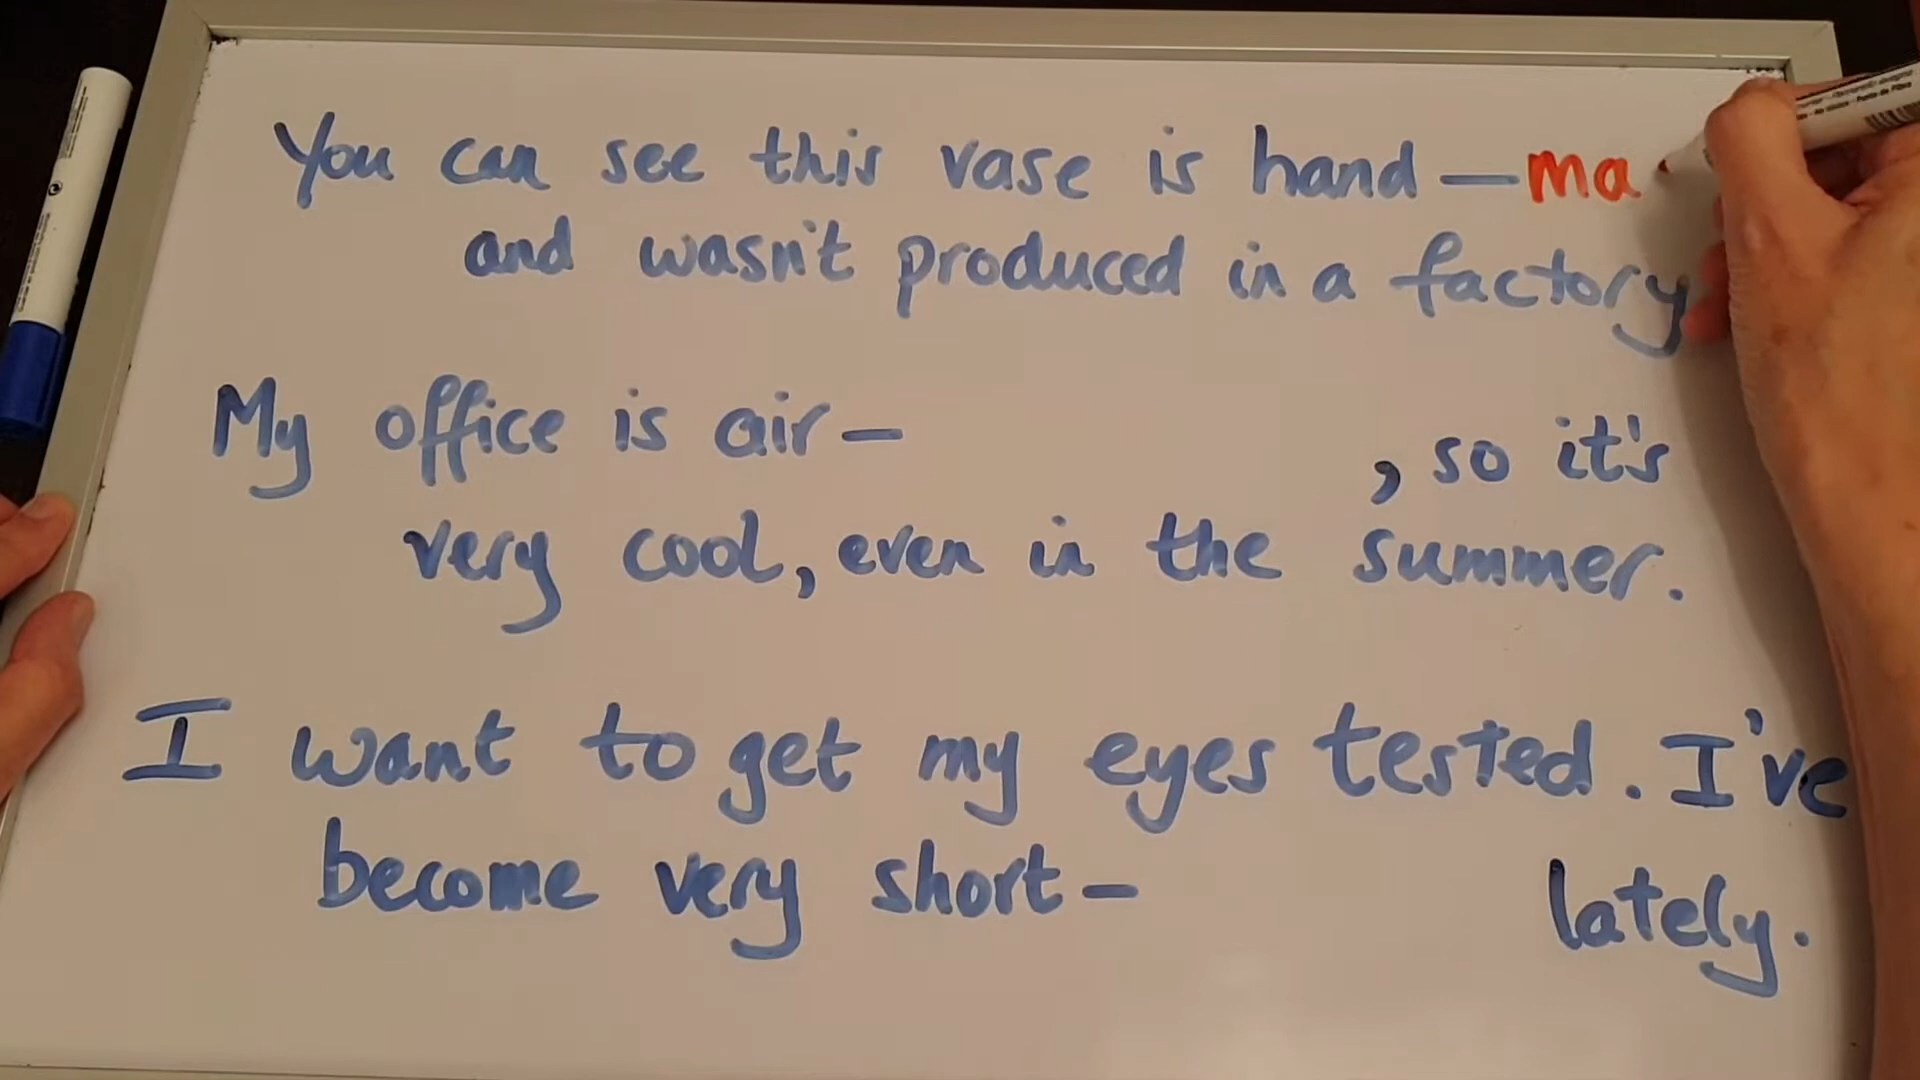 You can see this vase is hand – ma
and wasn't produced in a factory
My office is air – , so it's
very cool, even in the summer.
I want to get my eyes tested. I've
become very short – lately.